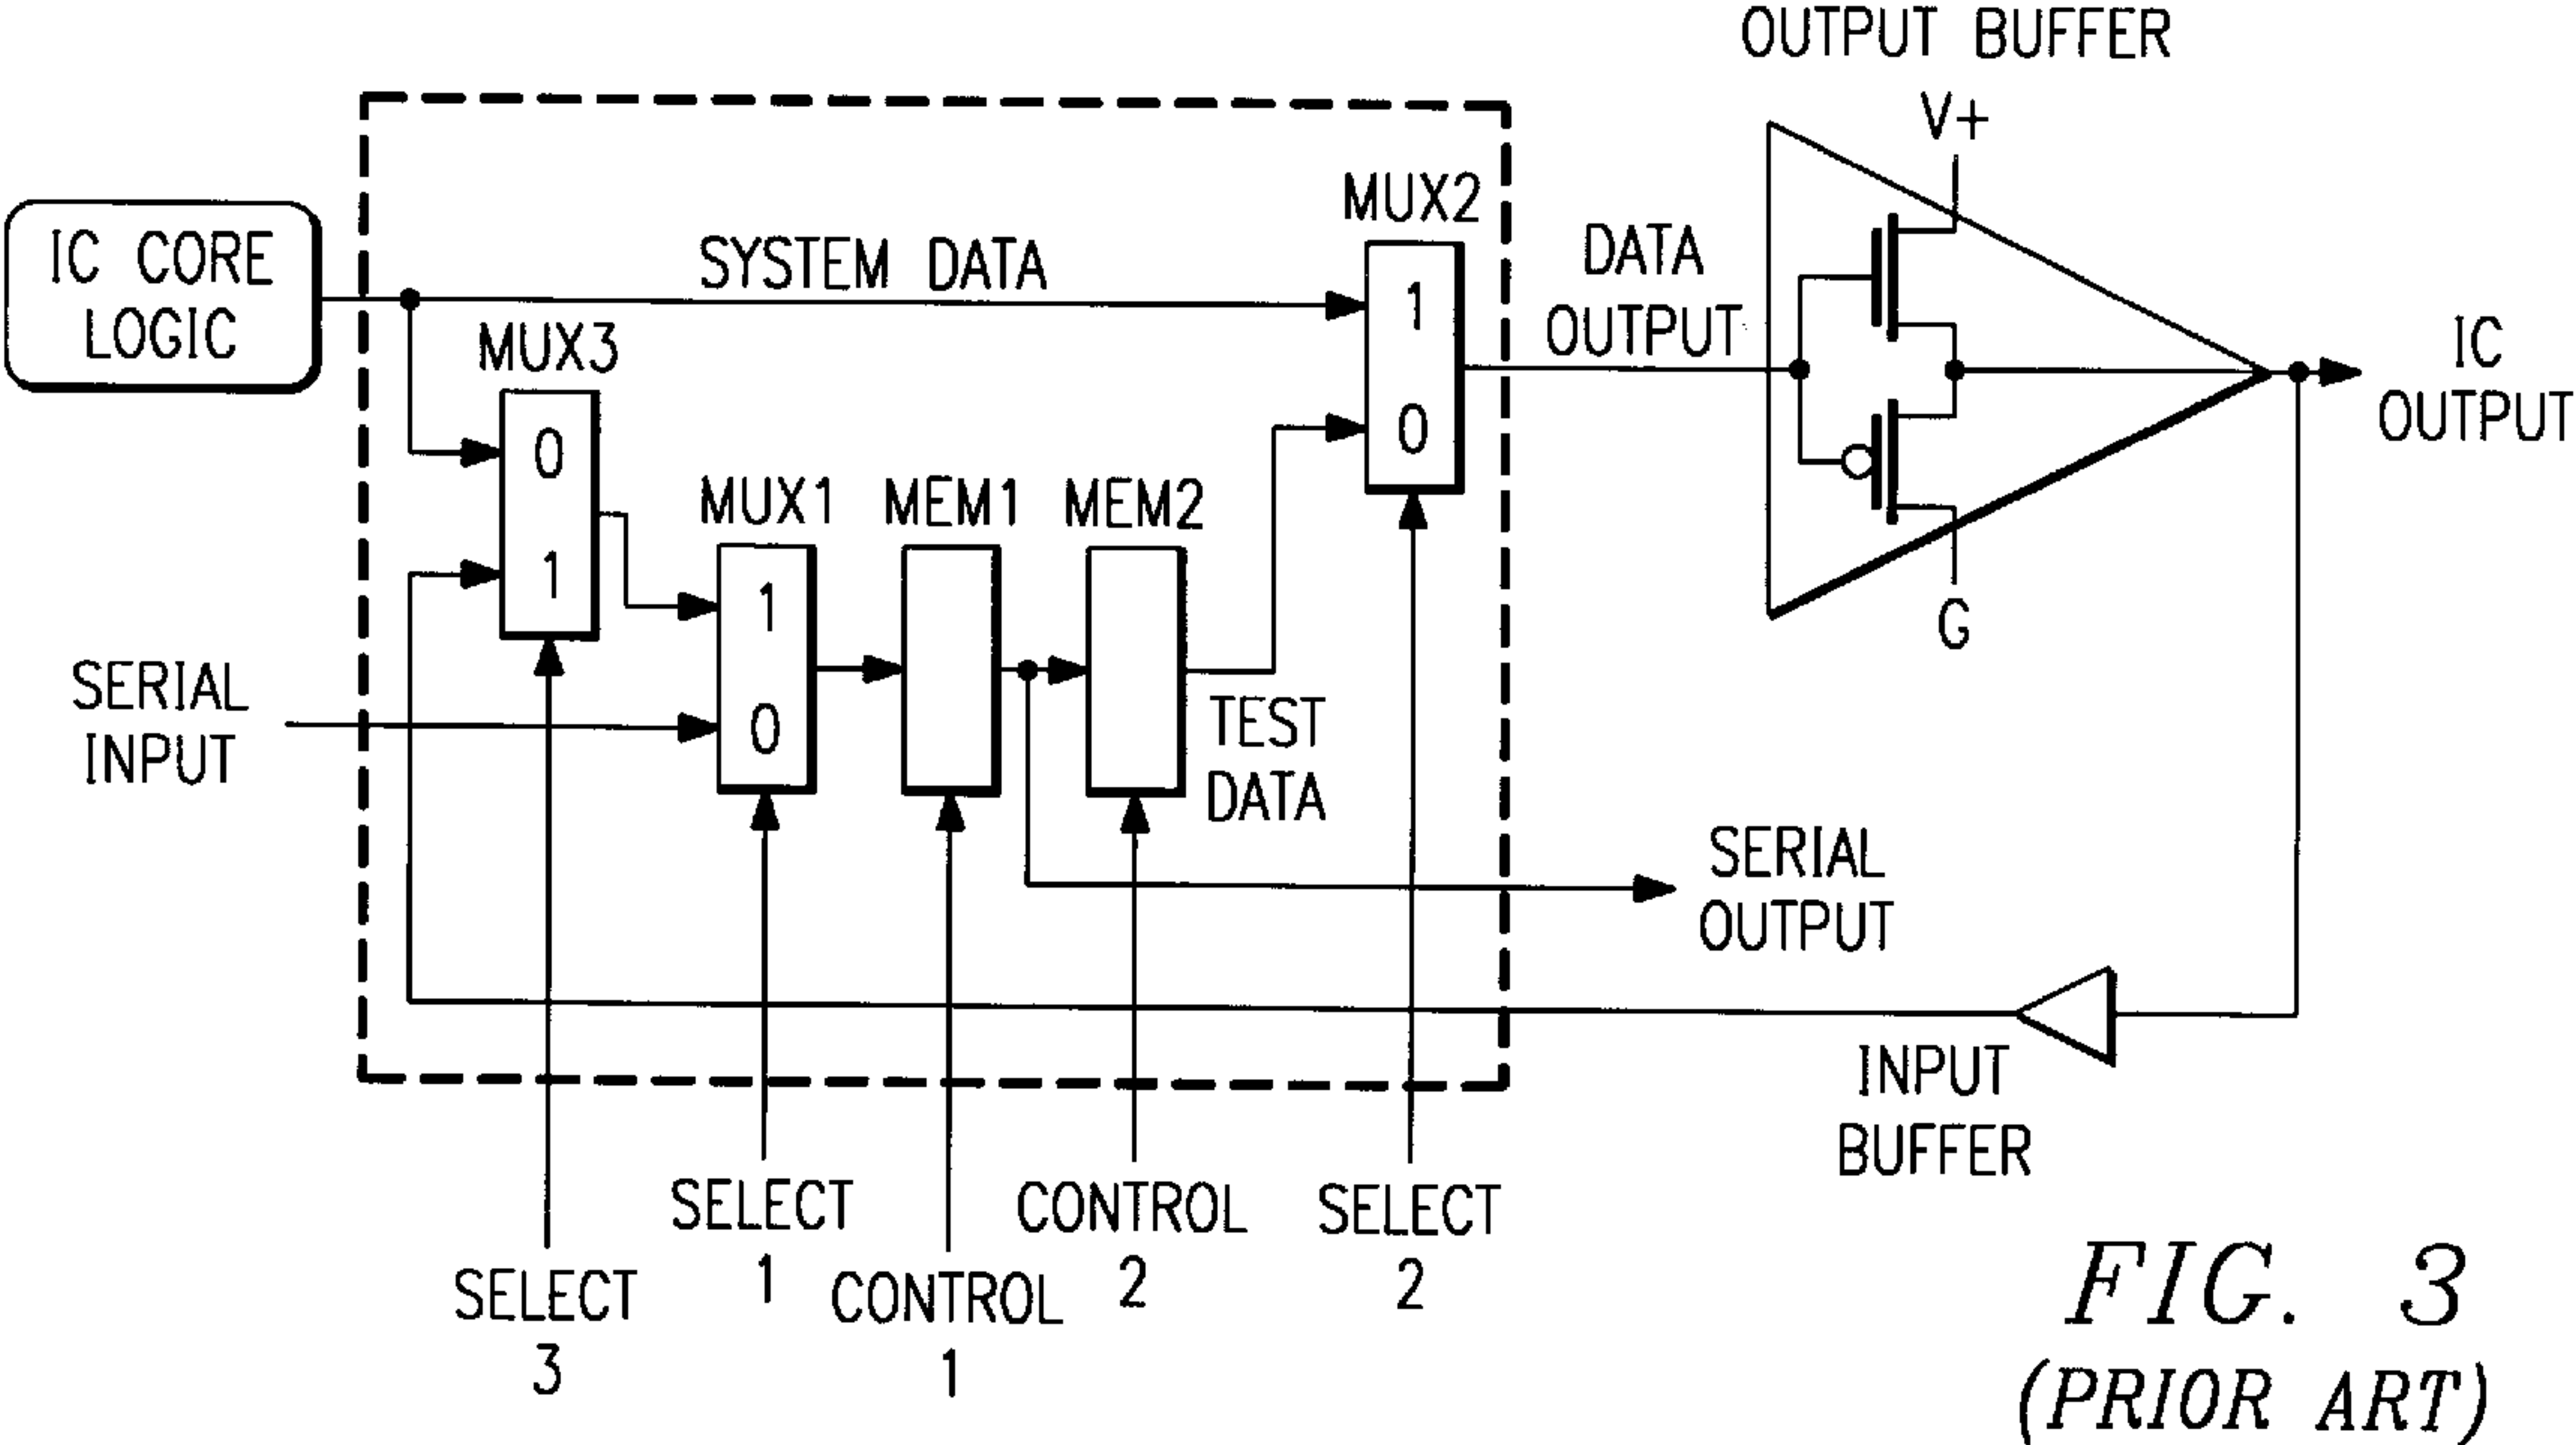 OUTPUT BUFFER
V+
MUX2
IC CORE
LOGIC
SYSTEM DATA
DATA
OUTPUT
1
0
IC
OUTPUT
MUX3
0
1
MUX1
MEM1
MEM2
1
0
G
SERIAL
INPUT
TEST
DATA
SERIAL
OUTPUT
INPUT
BUFFER
SELECT
1
CONTROL
2
SELECT
2
SELECT
3
CONTROL
1
FIG. 3
(PRIOR ART)